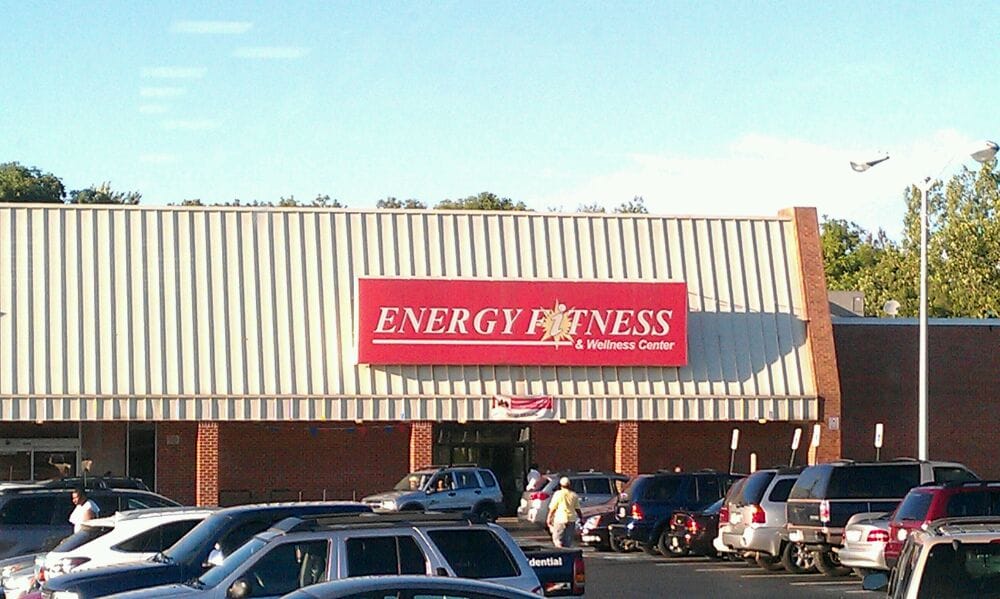 ENERGY FiTNESS
& Wellness Center
dential